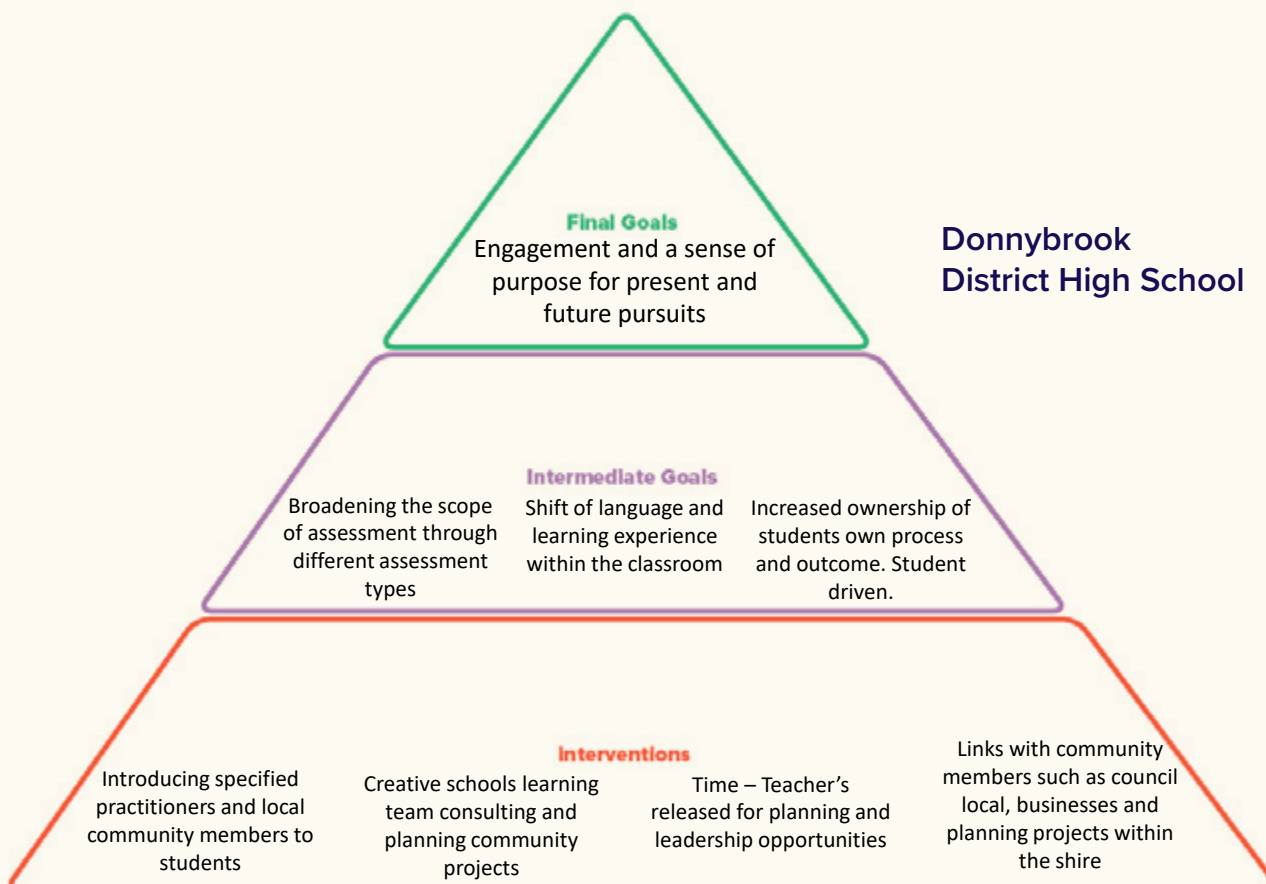 Final Goals
Engagement and a sense of
purpose for present and
future pursuits
Donnybrook
District High School
Intermediate Goals
Broadening the scope
of assessment through
different assessment
types
Shift of language and
learning experience
within the classroom
Increased ownership of
students own process
and outcome. Student
driven.
Interventions
Introducing specified
practitioners and local
community members to
students
Creative schools learning
team consulting and
planning community
projects
Time – Teacher's
released for planning and
leadership opportunities
Links with community
members such as council
local, businesses and
planning projects within
the shire